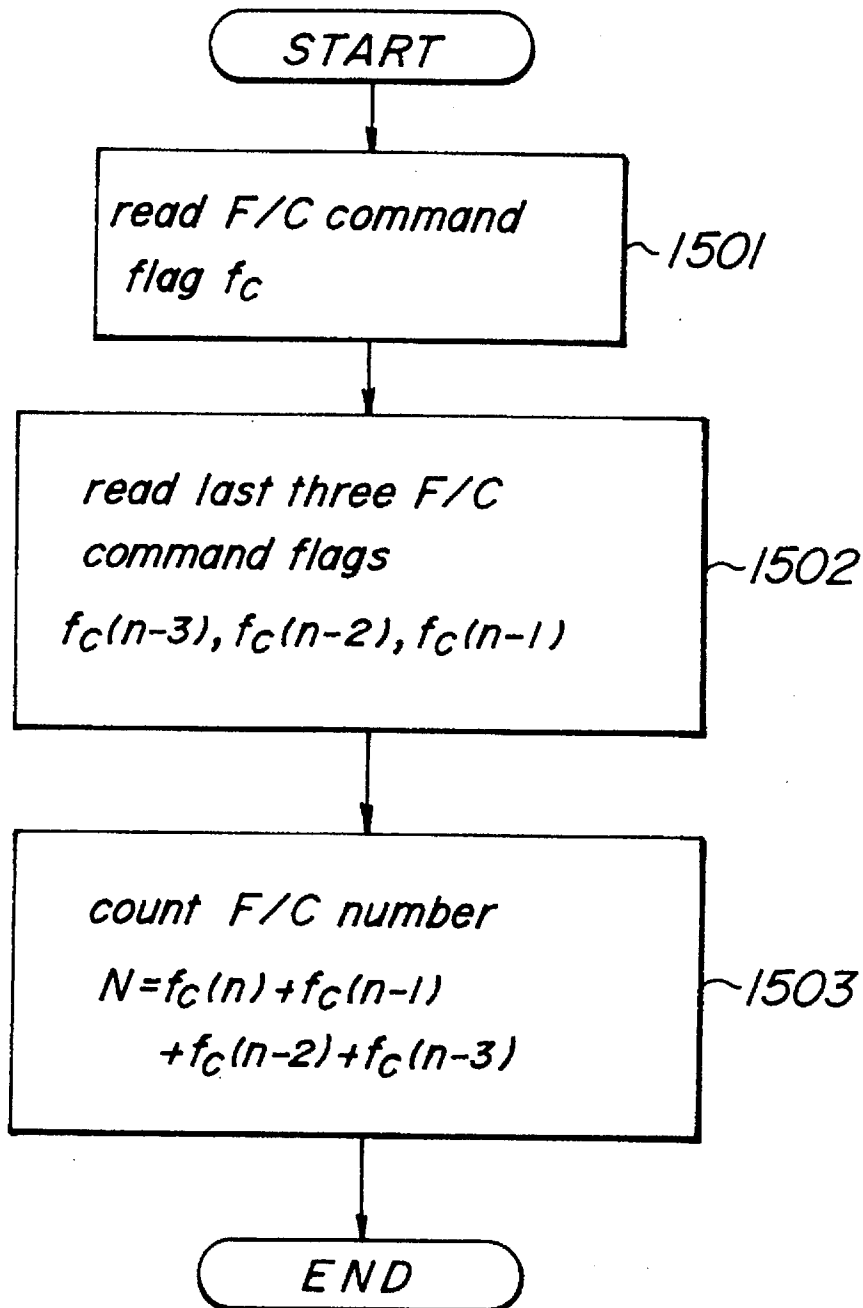 START
read F/C command
flag fc
1501
read last three F/C
command flags
fc(n-3), fc(n-2), fc(n-1)
1502
count F/C number
N=fc(n)+fc(n-1)
+fc(n-2)+fc(n-3)
1503
END